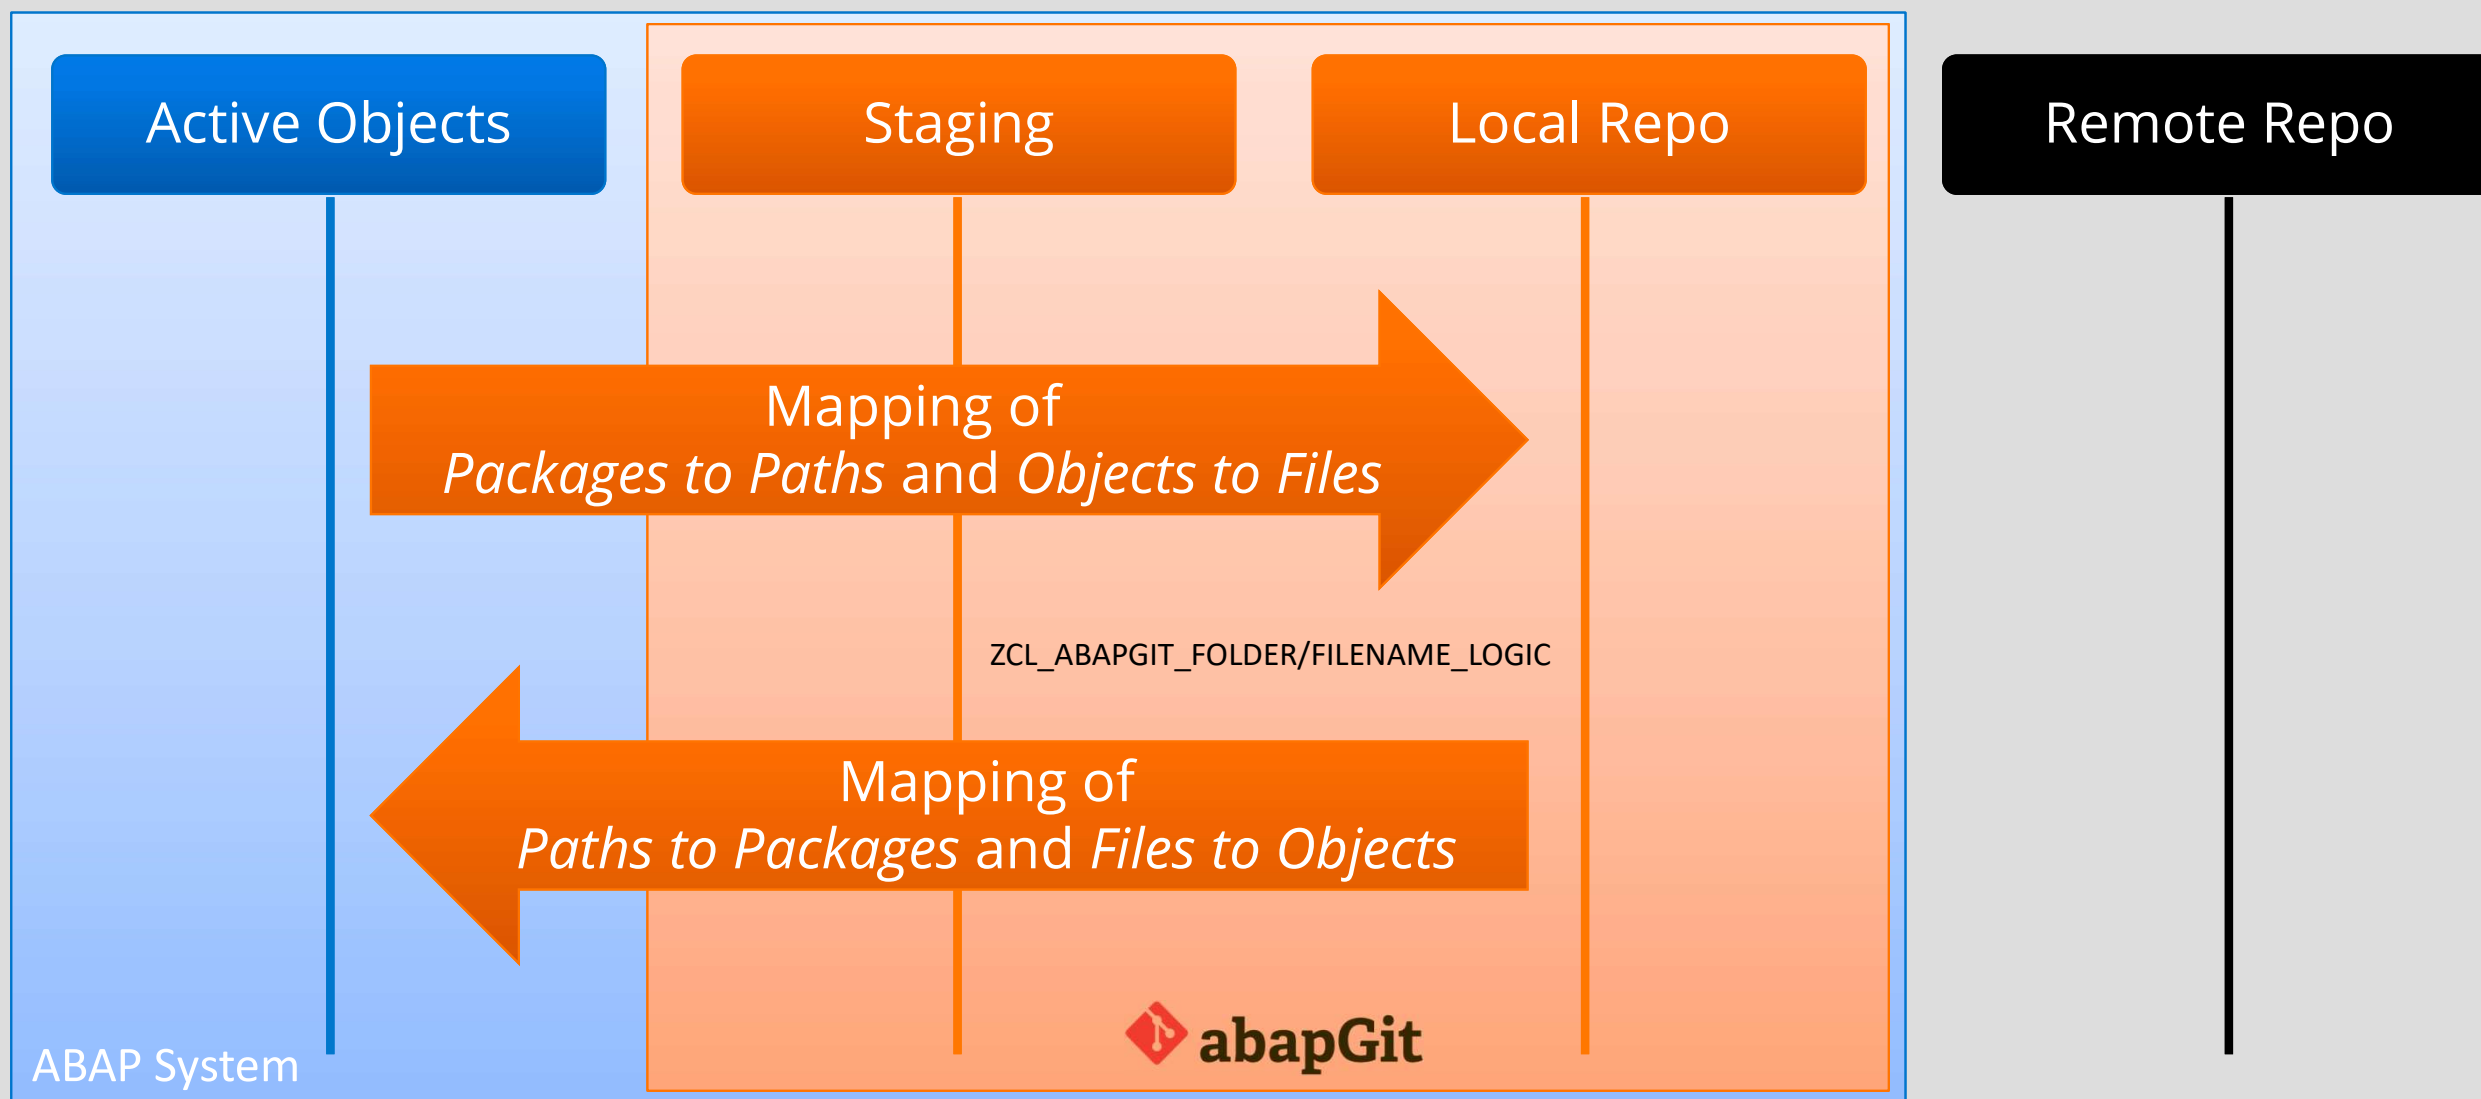 Active Objects
Staging
Local Repo
Remote Repo
Mapping of
Packages to Paths and Objects to Files
ZCL_ABAPGIT_FOLDER/FILENAME_LOGIC
Mapping of
Paths to Packages and Files to Objects
abapGit
ABAP System